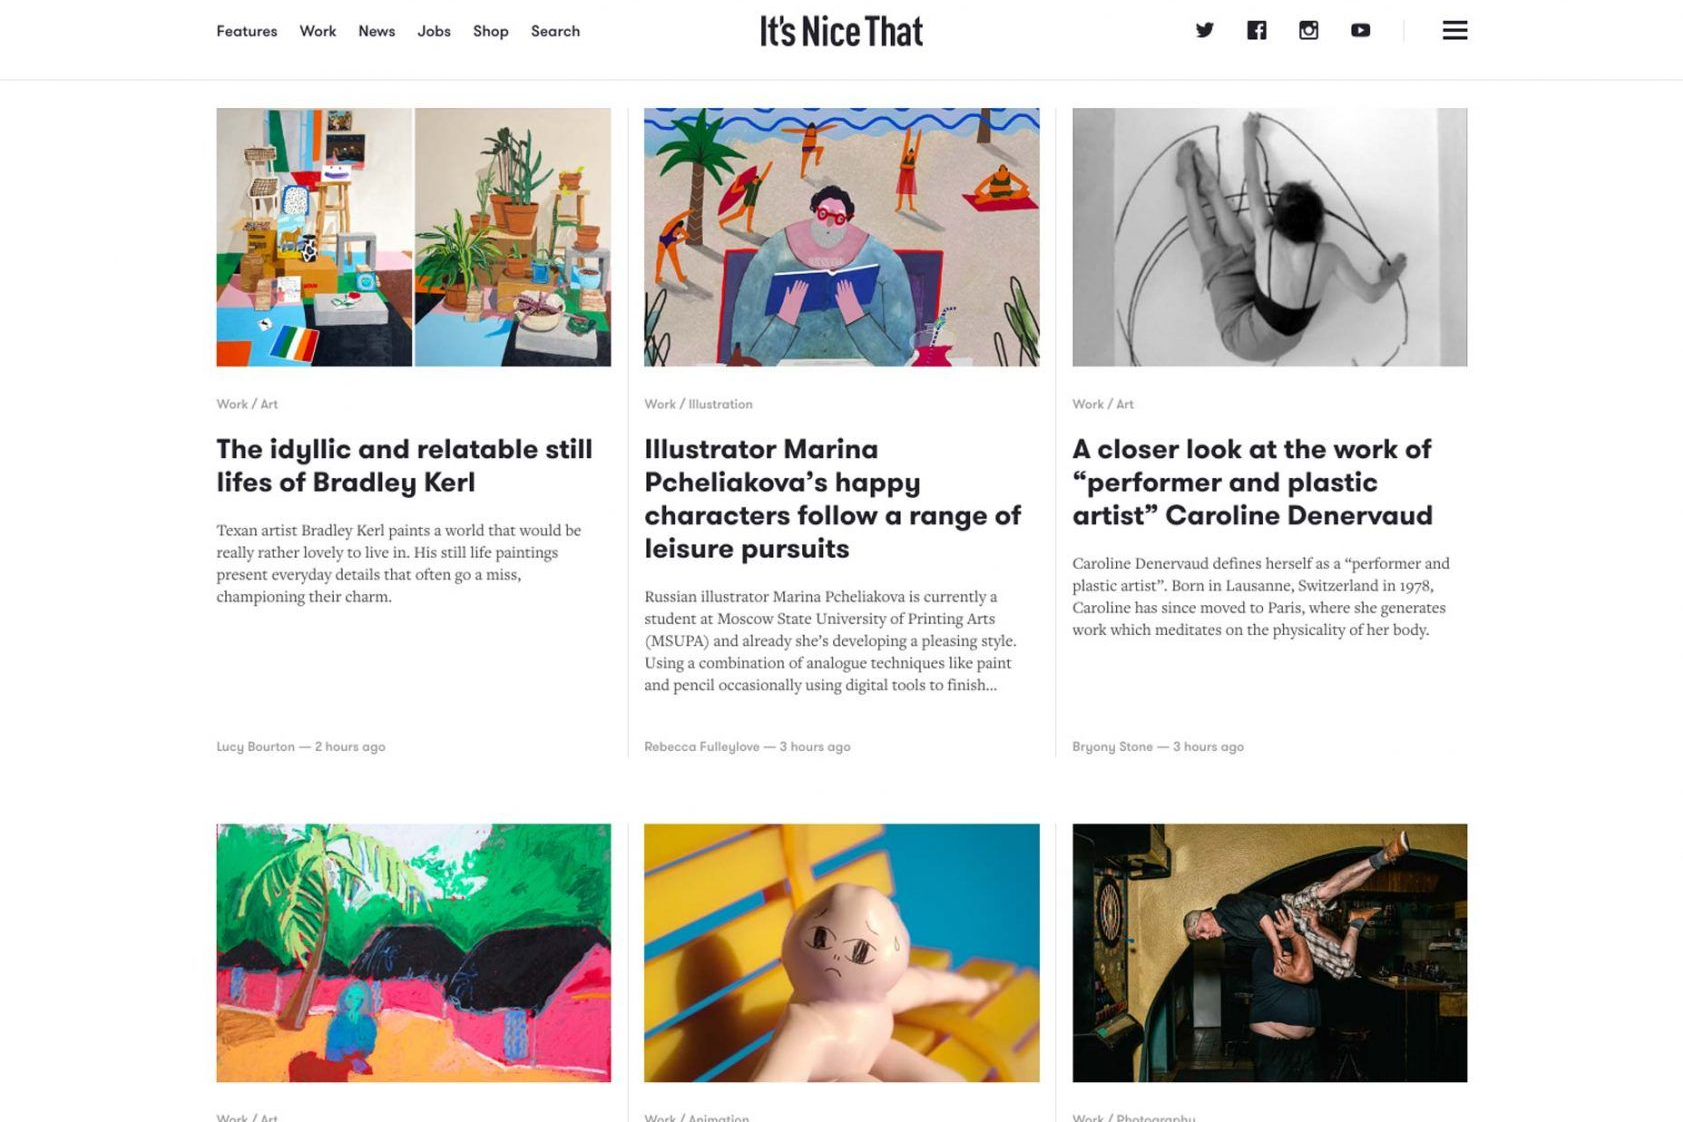 Features Work News Jobs Shop Search
It's Nice That
Work / Art
The idyllic and relatable still
lifes of Bradley Kerl
Texan artist Bradley Kerl paints a world that would be
really rather lovely to live in. His still life paintings
present everyday details that often go a miss,
championing their charm.
Lucy Bourton — 2 hours ago
Work / Illustration
Illustrator Marina
Pcheliakova’s happy
characters follow a range of
leisure pursuits
Russian illustrator Marina Pcheliakova is currently a
student at Moscow State University of Printing Arts
(MSUPA) and already she’s developing a pleasing style.
Using a combination of analogue techniques like paint
and pencil occasionally using digital tools to finish…
Rebecca Fulleylove — 3 hours ago
Work / Art
A closer look at the work of
“performer and plastic
artist” Caroline Denervaud
Caroline Denervaud defines herself as a “performer and
plastic artist”. Born in Lausanne, Switzerland in 1978,
Caroline has since moved to Paris, where she generates
work which meditates on the physicality of her body.
Bryony Stone — 3 hours ago
Work / Art
Work / Animation
Work / Photography